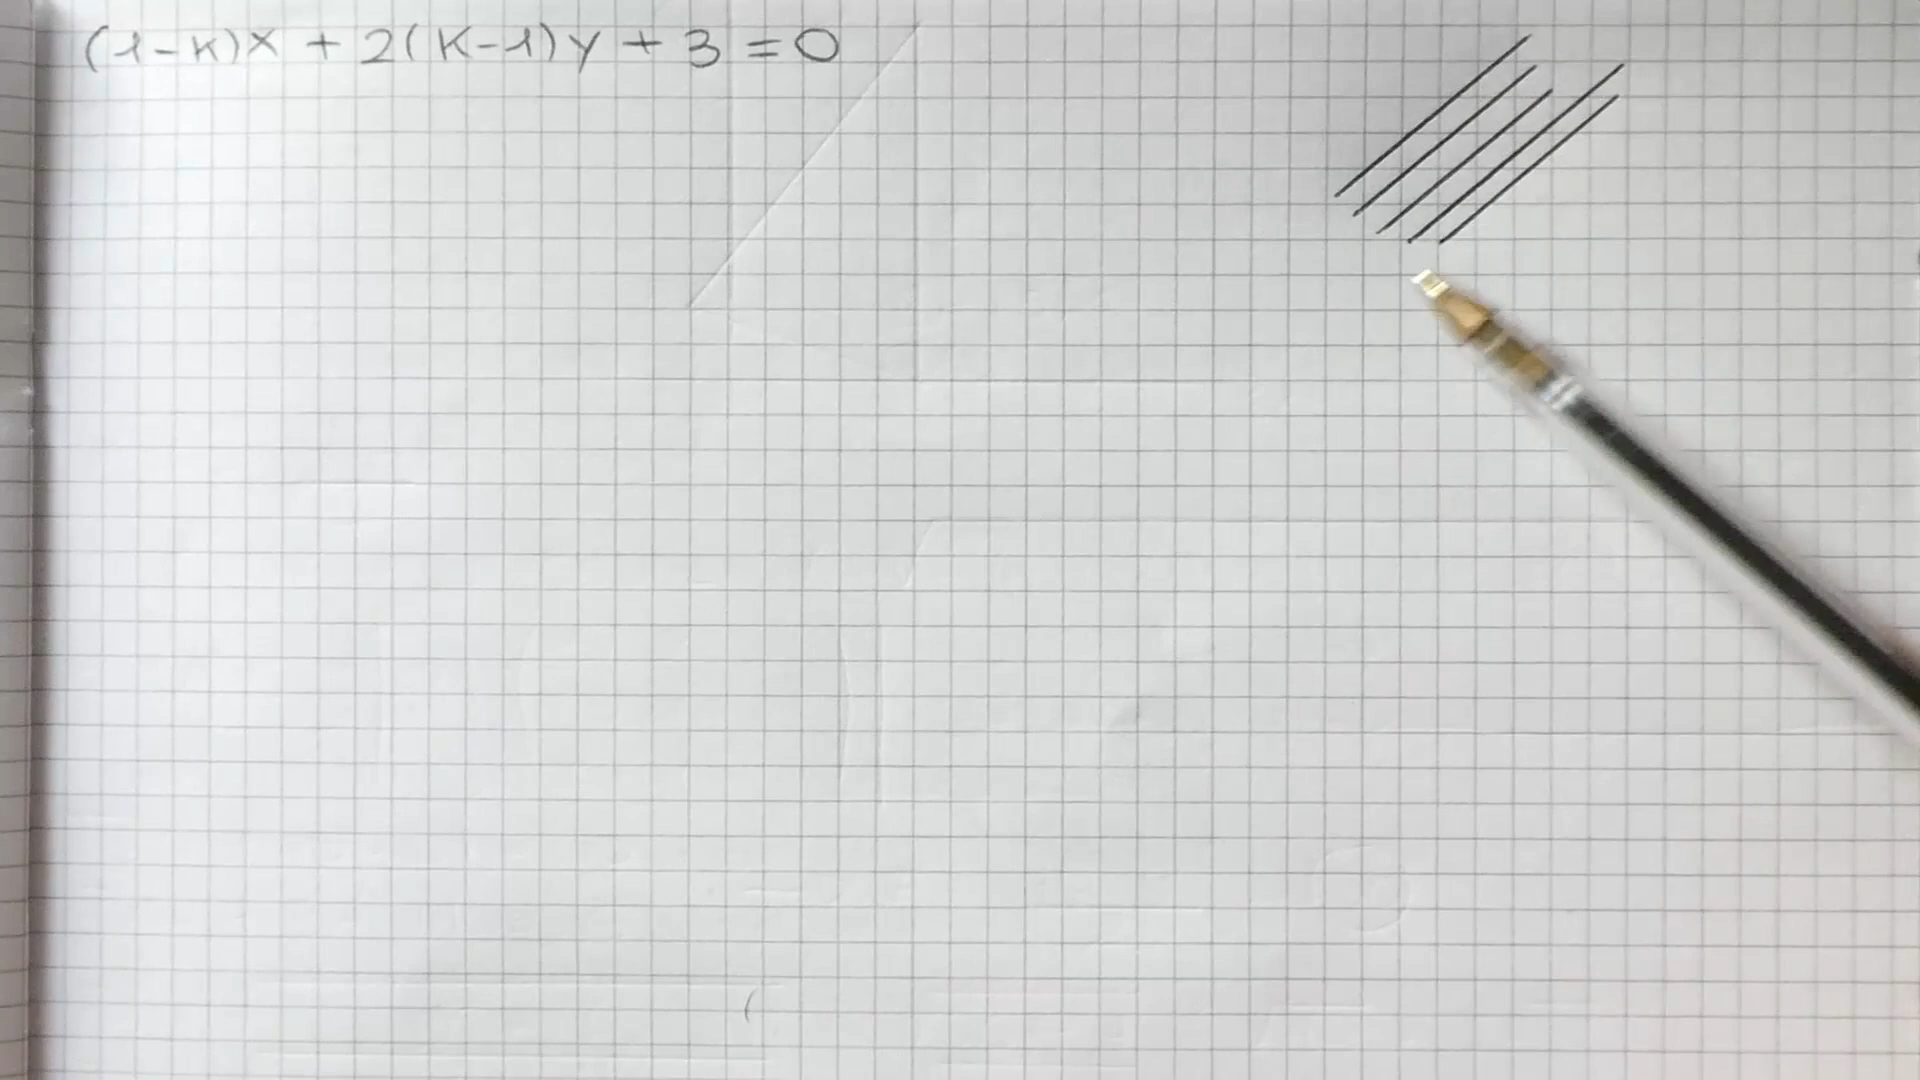 (1-k)x + 2(k-1)y + 3 = 0